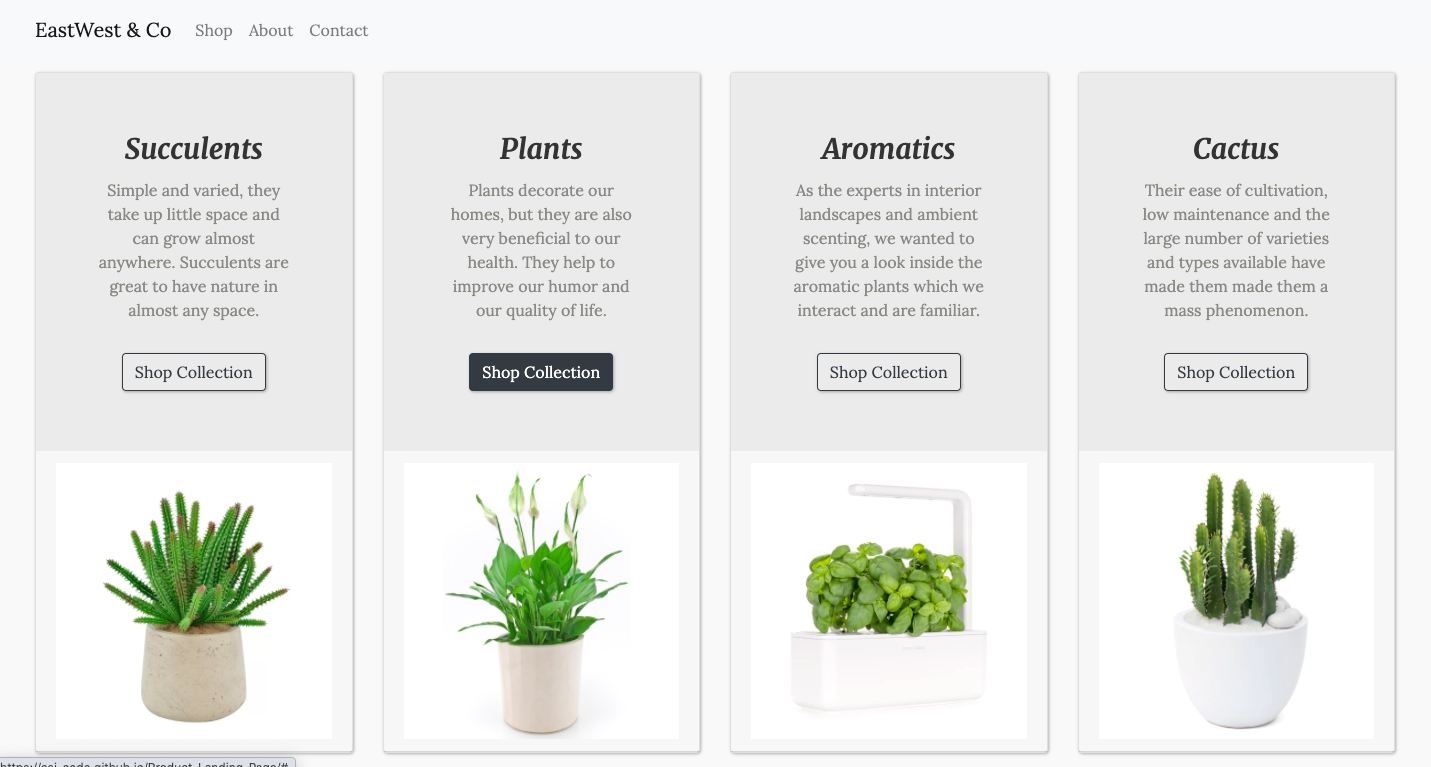 EastWest & Co Shop About Contact
Succulents
Simple and varied, they
take up little space and
can grow almost
anywhere. Succulents are
great to have nature in
almost any space.
Shop Collection
Plants
Plants decorate our
homes, but they are also
very beneficial to our
health. They help to
improve our humor and
our quality of life.
Shop Collection
Aromatics
As the experts in interior
landscapes and ambient
scenting, we wanted to
give you a look inside the
aromatic plants which we
interact and are familiar.
Shop Collection
Cactus
Their ease of cultivation,
low maintenance and the
large number of varieties
and types available have
made them made them a
mass phenomenon.
Shop Collection